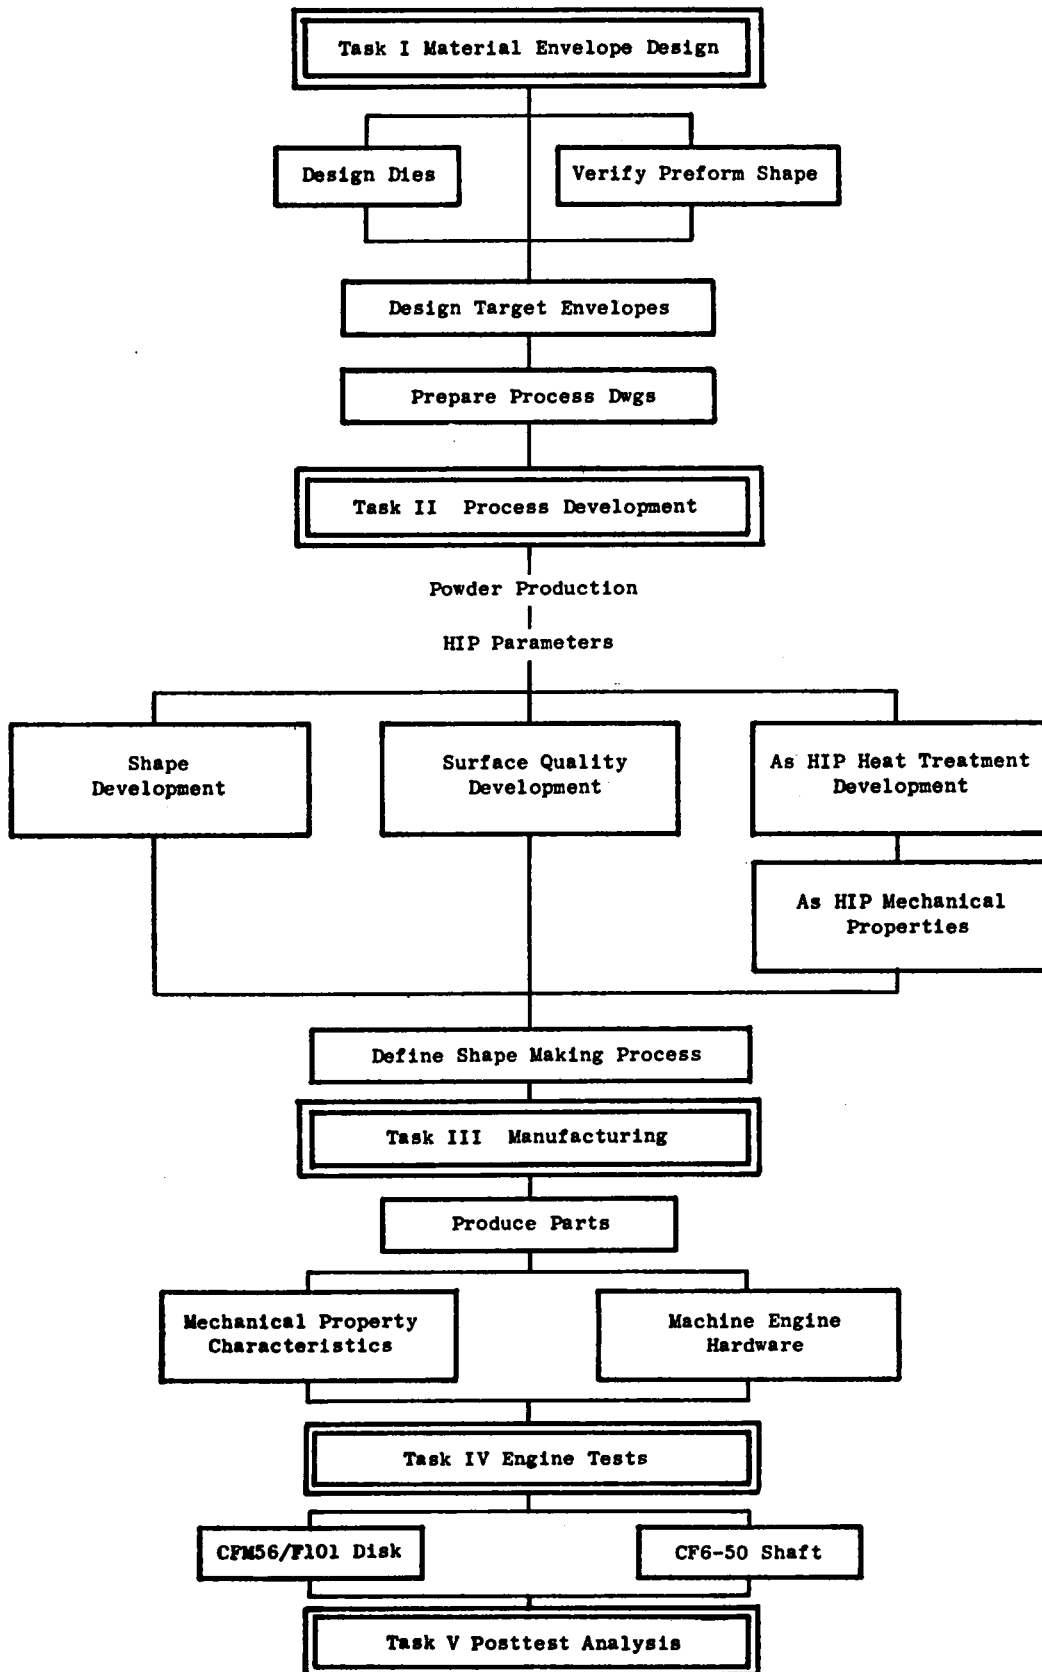 Task I Material Envelope Design
Design Dies
Verify Preform Shape
Design Target Envelopes
Prepare Process Dwgs
Task II Process Development
Powder Production
HIP Parameters
Shape
Development
Surface Quality
Development
As HIP Heat Treatment
Development
As HIP Mechanical
Properties
Define Shape Making Process
Task III Manufacturing
Produce Parts
Mechanical Property
Characteristics
Machine Engine
Hardware
Task IV Engine Tests
CFM56/F101 Disk
CF6-50 Shaft
Task V Posttest Analysis